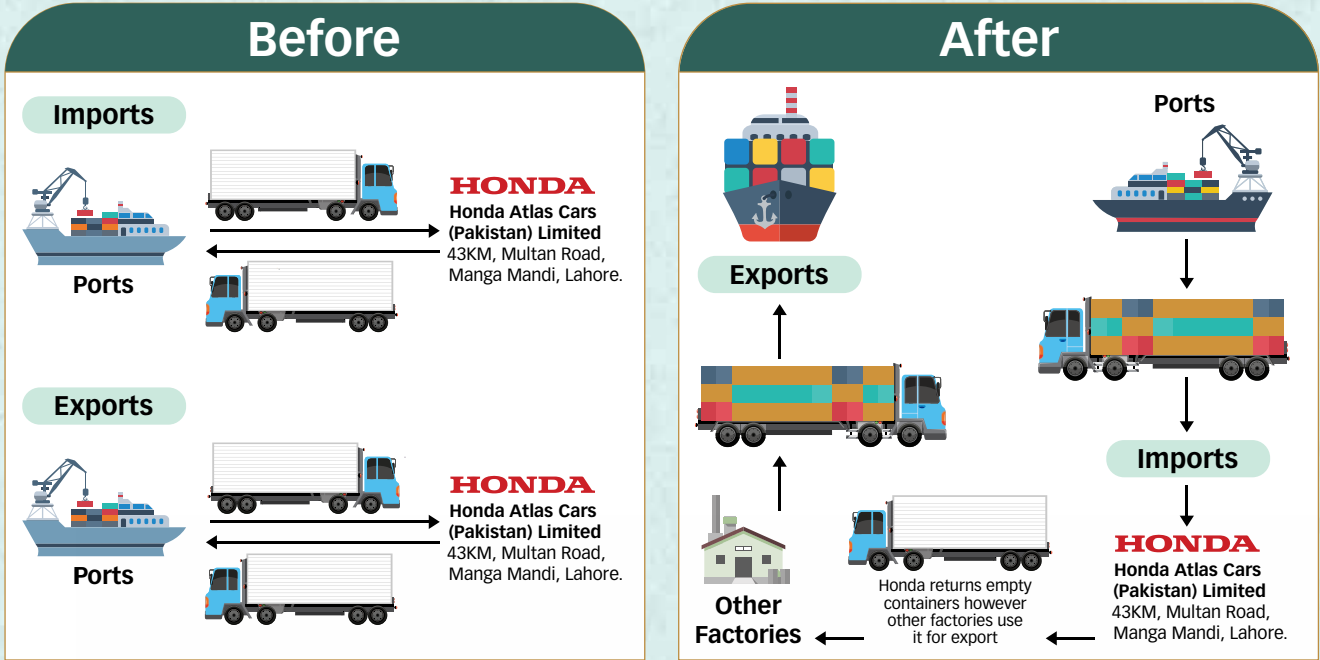 Before
Imports
Ports
HONDA
Honda Atlas Cars
(Pakistan) Limited
43KM, Multan Road,
Manga Mandi, Lahore.
Exports
Ports
HONDA
Honda Atlas Cars
(Pakistan) Limited
43KM, Multan Road,
Manga Mandi, Lahore.
After
Ports
Exports
Imports
HONDA
Honda Atlas Cars
(Pakistan) Limited
43KM, Multan Road,
Manga Mandi, Lahore.
Honda returns empty
containers however
other factories use
it for export
Other
Factories